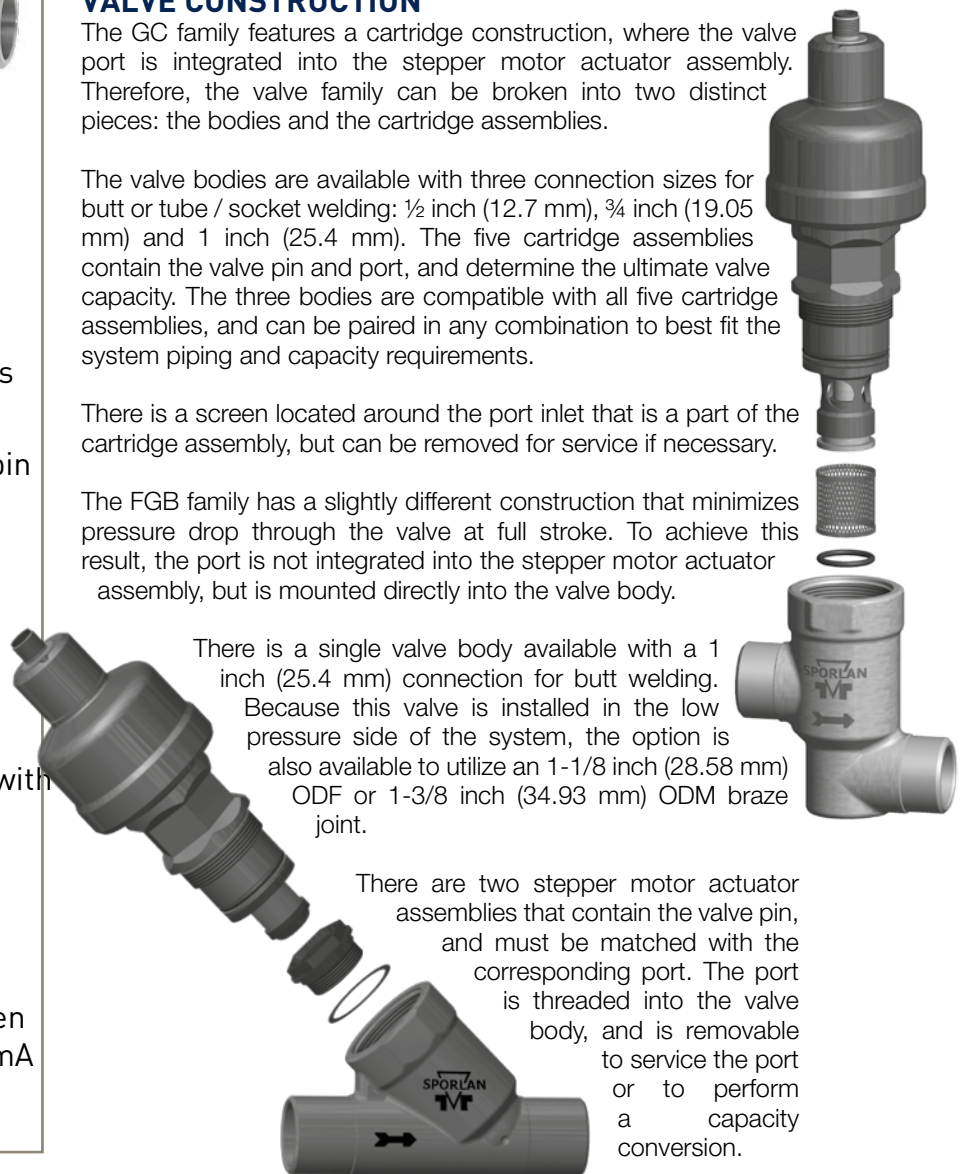 VALVE CONSTRUCTION
The GC family features a cartridge construction, where the valve
port is integrated into the stepper motor actuator assembly.
Therefore, the valve family can be broken into two distinct
pieces: the bodies and the cartridge assemblies.
The valve bodies are available with three connection sizes for
butt or tube / socket welding: ½ inch (12.7 mm), ¾ inch (19.05
mm) and 1 inch (25.4 mm). The five cartridge assemblies
contain the valve pin and port, and determine the ultimate valve
capacity. The three bodies are compatible with all five cartridge
assemblies, and can be paired in any combination to best fit the
system piping and capacity requirements.
There is a screen located around the port inlet that is a part of the
cartridge assembly, but can be removed for service if necessary.
The FGB family has a slightly different construction that minimizes
pressure drop through the valve at full stroke. To achieve this
result, the port is not integrated into the stepper motor actuator
assembly, but is mounted directly into the valve body.
There is a single valve body available with a 1
inch (25.4 mm) connection for butt welding.
Because this valve is installed in the low
pressure side of the system, the option is
also available to utilize an 1-1/8 inch (28.58 mm)
ODF or 1-3/8 inch (34.93 mm) ODM braze
joint.
There are two stepper motor actuator
assemblies that contain the valve pin,
and must be matched with the
corresponding port. The port
is threaded into the valve
body, and is removable
to service the port
or to perform
a capacity
conversion.
SPORLAN
SPORLAN
s
pin
with
en
mA